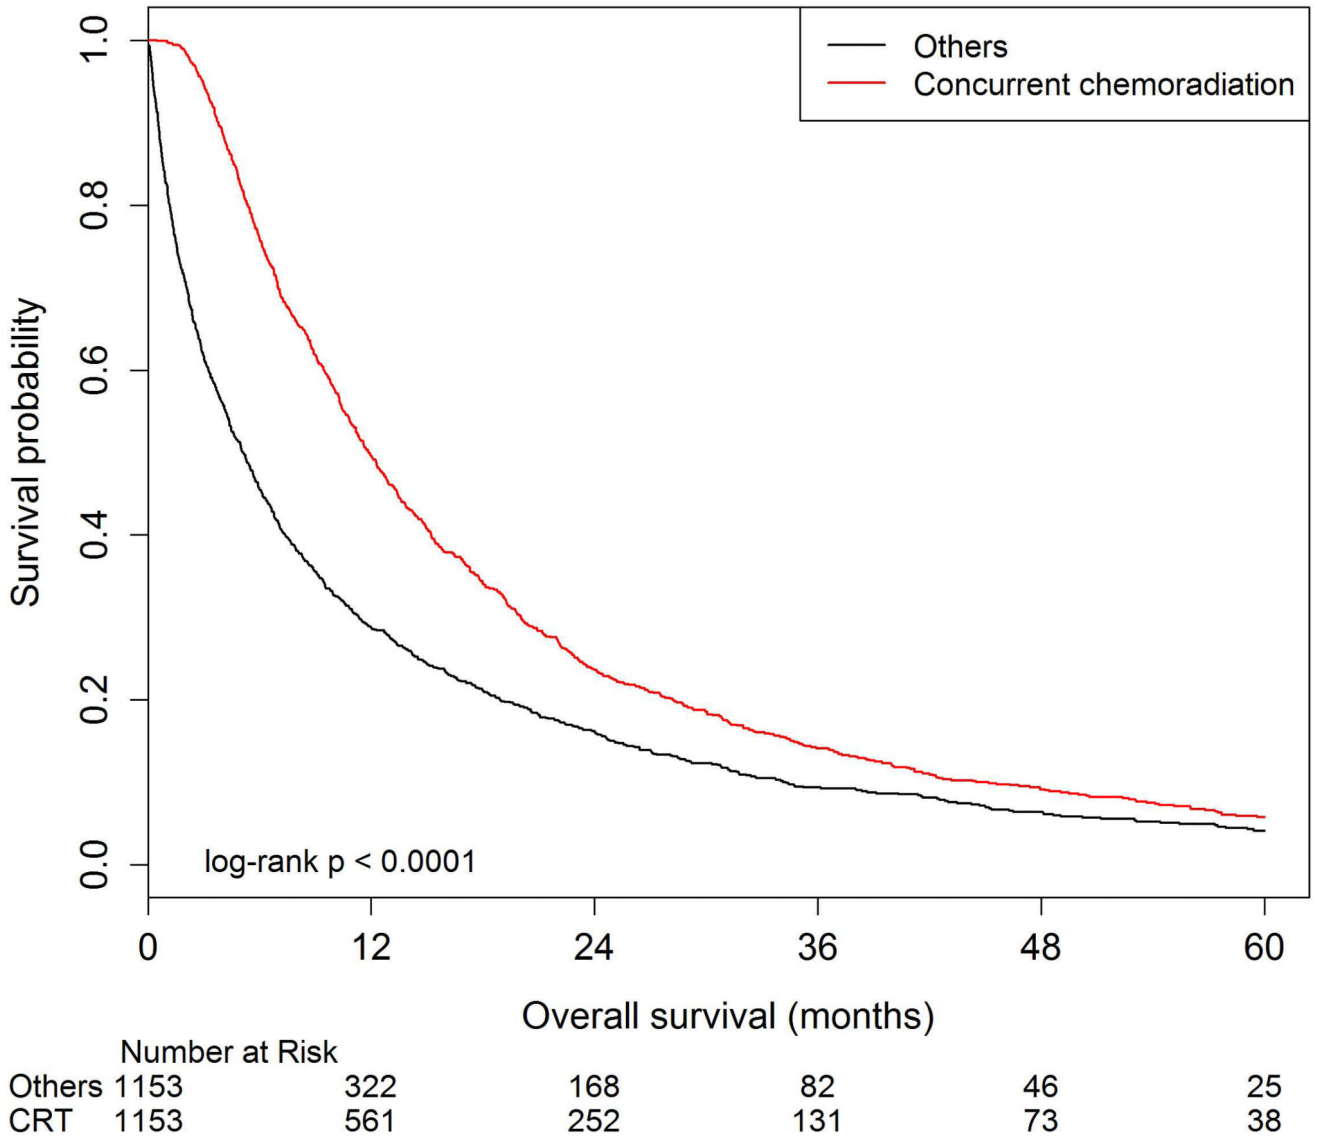 Others
Concurrent chemoradiation
1.0
0.8
0.6
0.4
0.2
0.0
Survival probability
log-rank p < 0.0001
0 12 24 36 48 60
Overall survival (months)
Number at Risk
Others 1153 322 168 82 46 25
CRT 1153 561 252 131 73 38